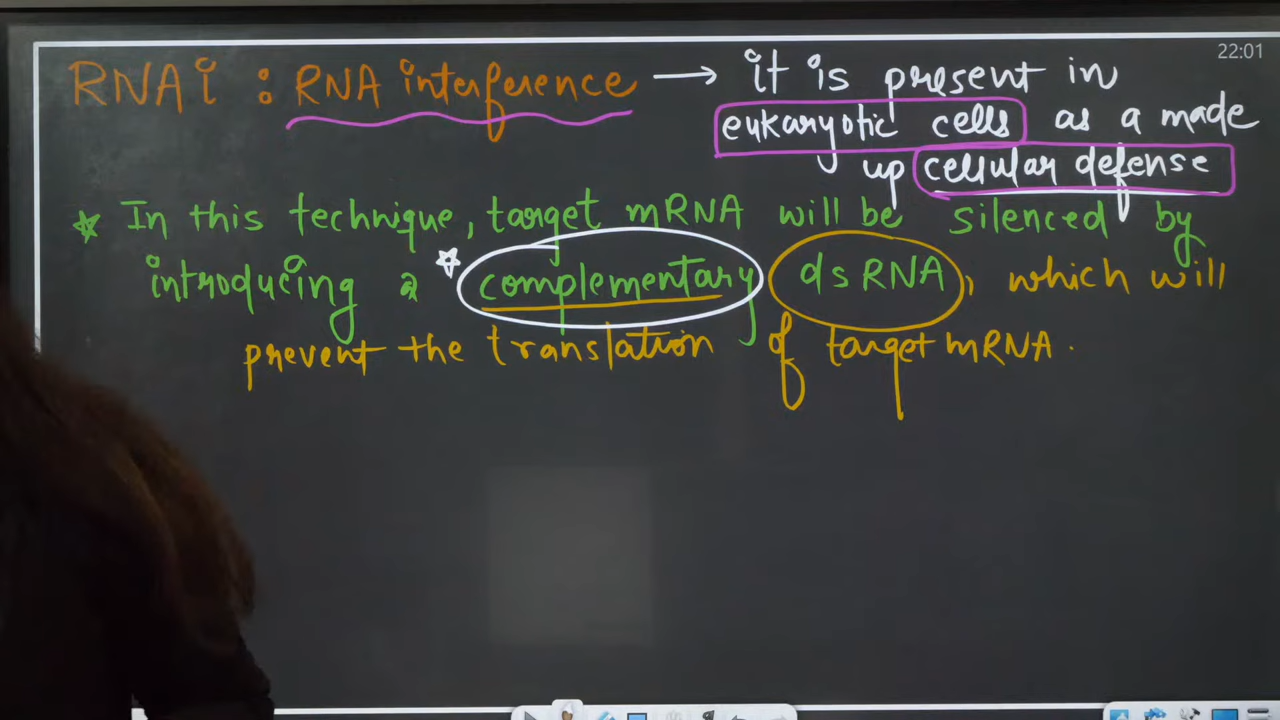 22:01
RNAi : RNA interference → it is present in
eukaryotic cells as a made
up cellular defense
* In this technique, target mRNA will be silenced by
introducing a complementary dsRNA, which will
prevent the translation of target mRNA.